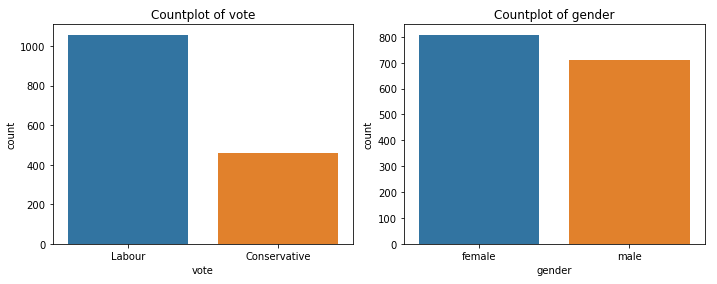 Countplot of vote
1000
800
600
400
200
0
count
Labour
Conservative
vote
Countplot of gender
800
700
600
500
400
300
200
100
0
count
female
male
gender